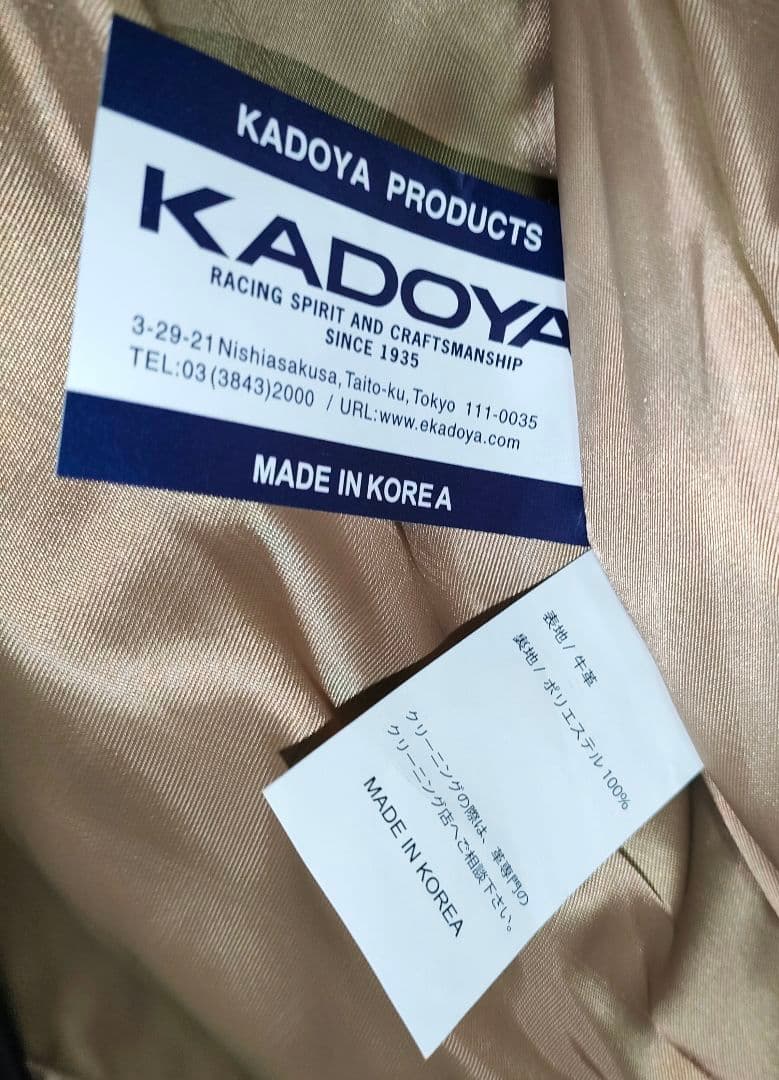 KADOYA PRODUCTS
KADOYA
RACING SPIRIT AND CRAFTSMANSHIP
SINCE 1935
3-29-21 Nishiasakusa, Taito-ku, Tokyo 111-0035
TEL:03 (3843)2000 / URL:www.ekadoya.com
MADE IN KOREA
表地 / 牛革
裏地 / ポリエステル 100%
クリーニングの際は、革専門の
クリーニング店へご相談下さい。
MADE IN KOREA